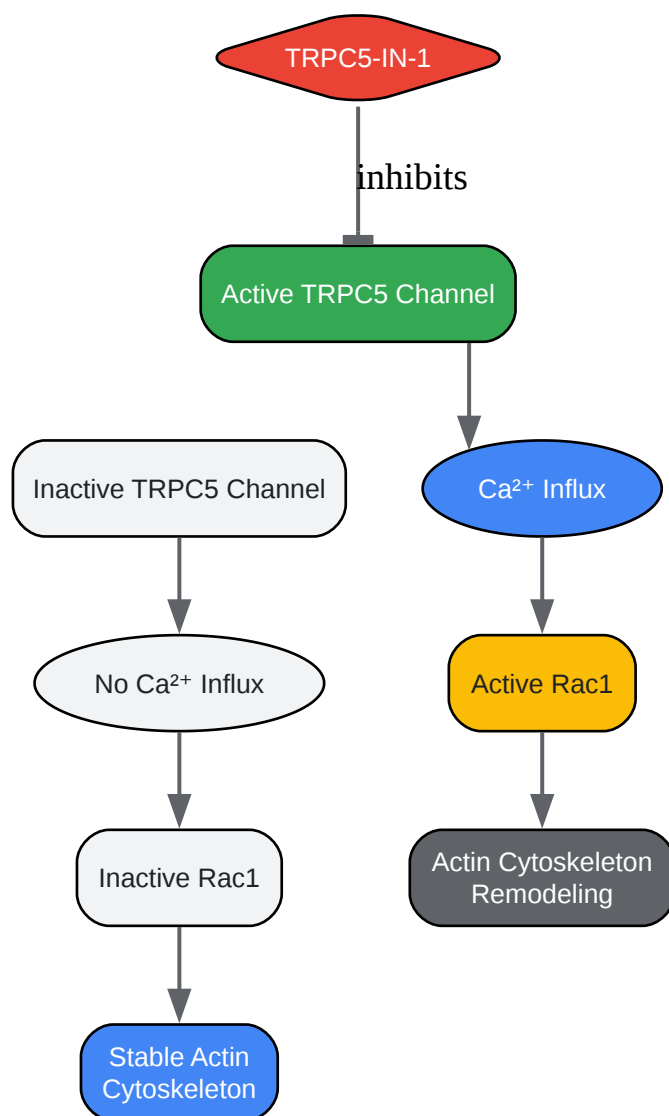 TRPC5-IN-1
inhibits
Active TRPC5 Channel
Inactive TRPC5 Channel
Ca²⁺ Influx
No Ca²⁺ Influx
Active Rac1
Inactive Rac1
Actin Cytoskeleton
Remodeling
Stable Actin
Cytoskeleton